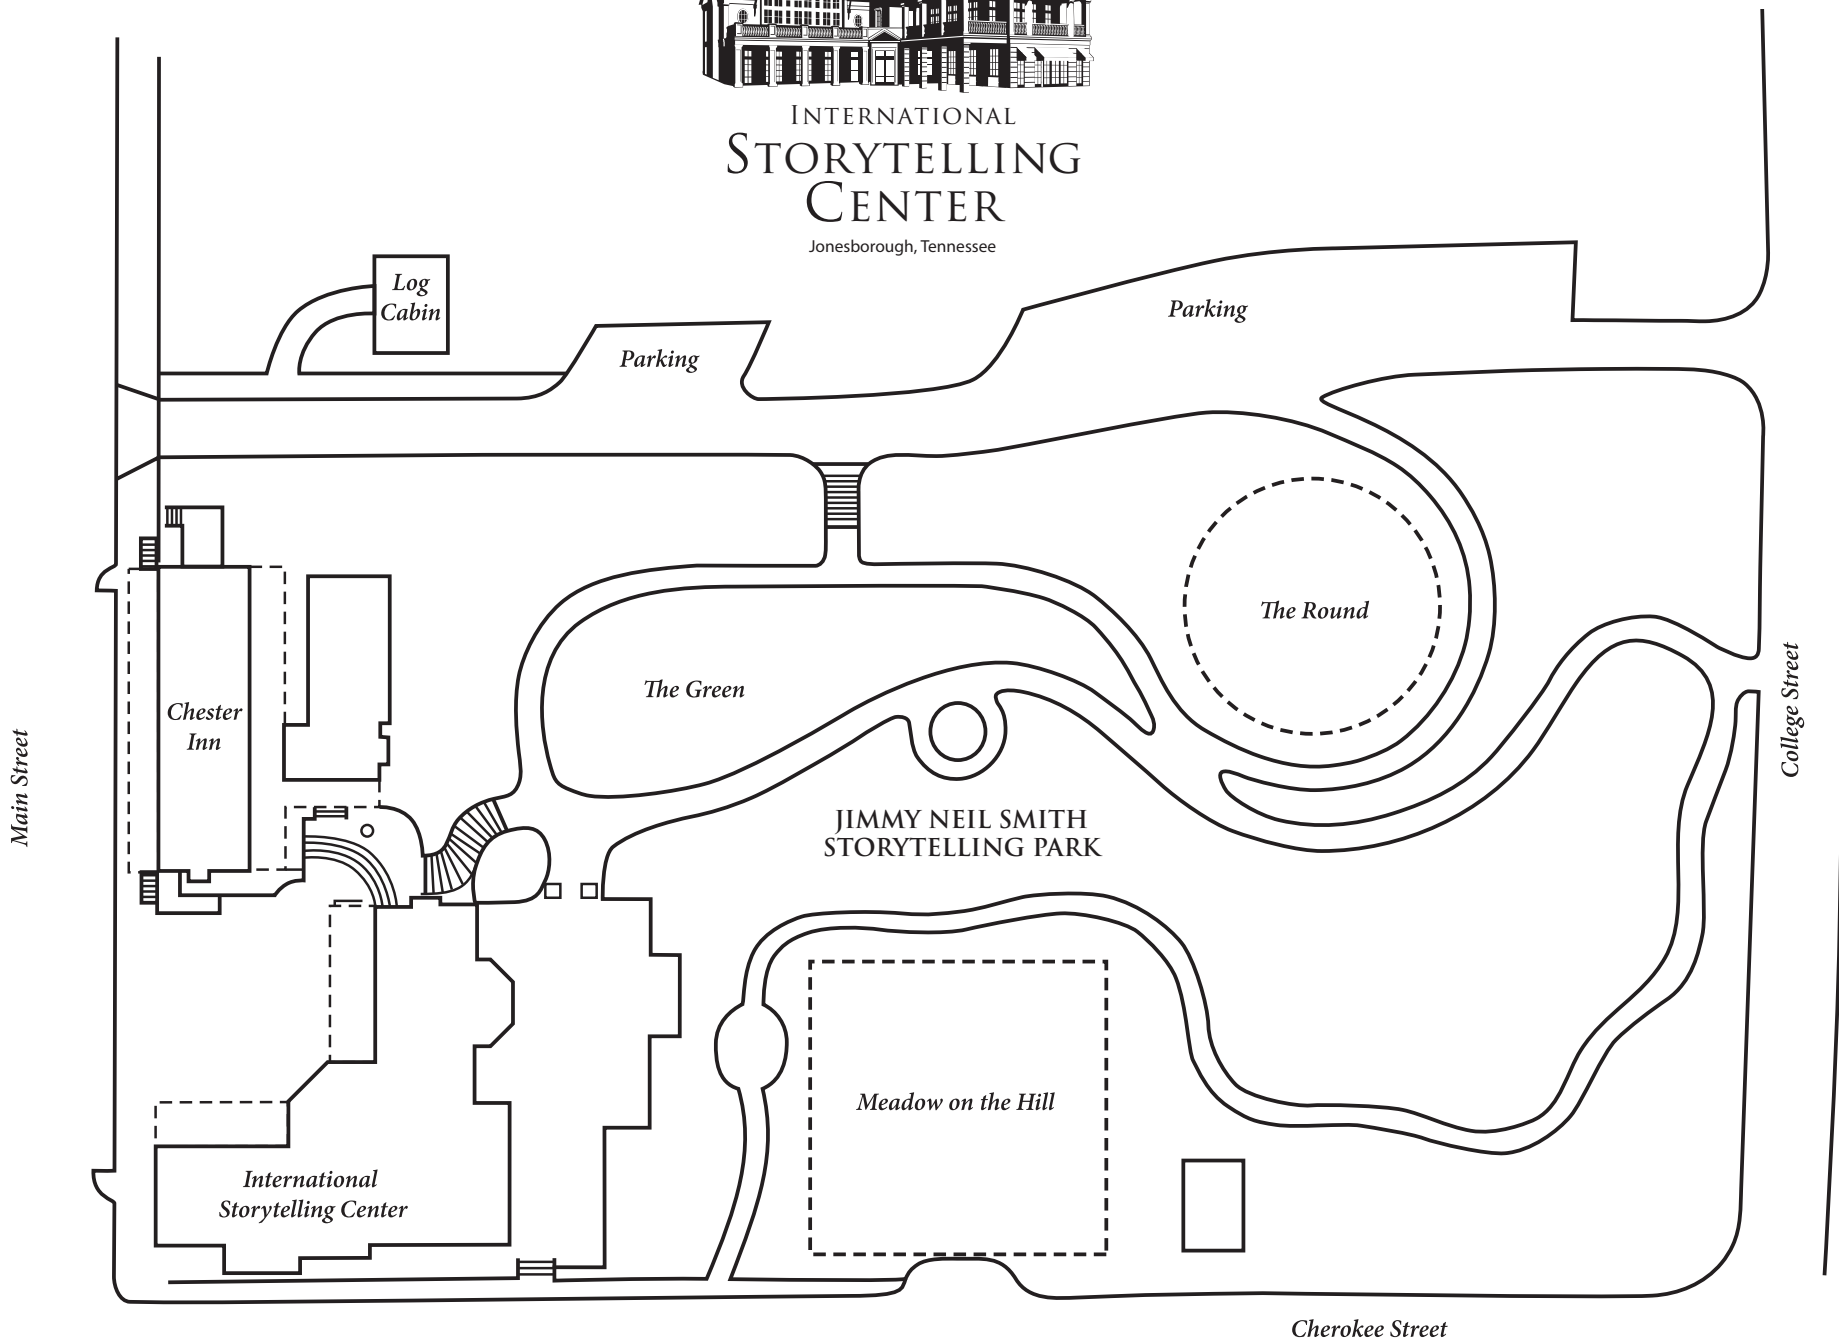 INTERNATIONAL
STORYTELLING
CENTER
Jonesborough, Tennessee
Log
Cabin
Parking
Parking
The Round
The Green
Chester
Inn
Main Street
College Street
JIMMY NEIL SMITH
STORYTELLING PARK
Meadow on the Hill
International
Storytelling Center
Cherokee Street